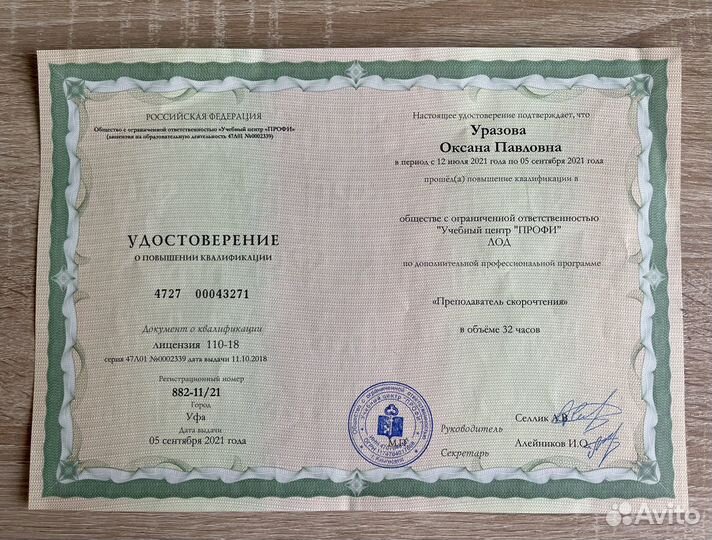 РОССИЙСКАЯ ФЕДЕРАЦИЯ
Общество с ограниченной ответственностью «Учебный центр «ПРОФИ»
(лицензия на образовательную деятельность 47Л01 №0002339)
УДОСТОВЕРЕНИЕ
О ПОВЫШЕНИИ КВАЛИФИКАЦИИ
4727 00043271
Документ о квалификации
лицензия 110-18
серия 47Л01 №0002339 дата выдачи 11.10.2018
Регистрационный номер
882-11/21
Город
Уфа
Дата выдачи
05 сентября 2021 года
Настоящее удостоверение подтверждает, что
Уразова
Оксана Павловна
в период с 12 июля 2021 года по 05 сентября 2021 года
прошёл(а) повышение квалификации в
обществе с ограниченной ответственностью
"Учебный центр "ПРОФИ"
ЛОД
по дополнительной профессиональной программе
«Преподаватель скорочтения»
в объёме 32 часов
М.П.
Селлик А.В.
Руководитель
Алейников И.О.
Секретарь
Avito